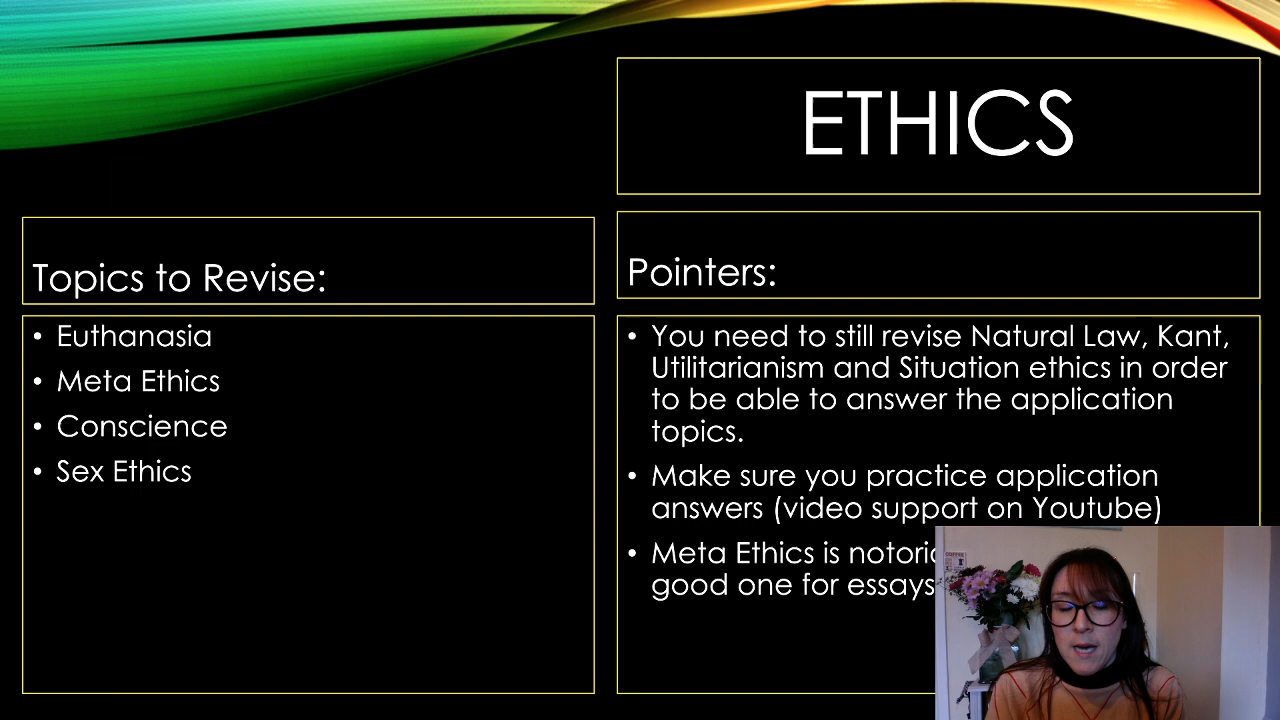 ETHICS
Topics to Revise:
• Euthanasia
• Meta Ethics
• Conscience
• Sex Ethics
Pointers:
• You need to still revise Natural Law, Kant,
Utilitarianism and Situation ethics in order
to be able to answer the application
topics.
• Make sure you practice application
answers (video support on Youtube)
• Meta Ethics is
good one for essays
COFFEE